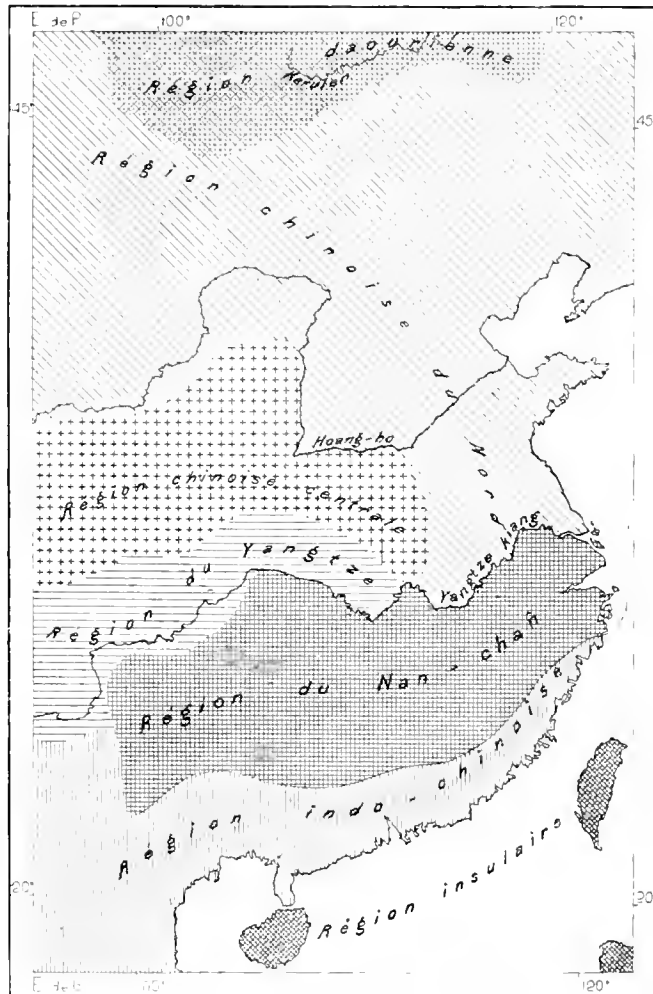 E de P 100° 120°
Région daourienne
Kerulen
45° 45°
Région chinoise du Nord
Hoang-ho
Région chinoise centrale
Région du Yangtze
Yangtze Kiang
Région du Nan-chañ
Région indo-chinoise
Région insulaire
20° 20
E de P 120°